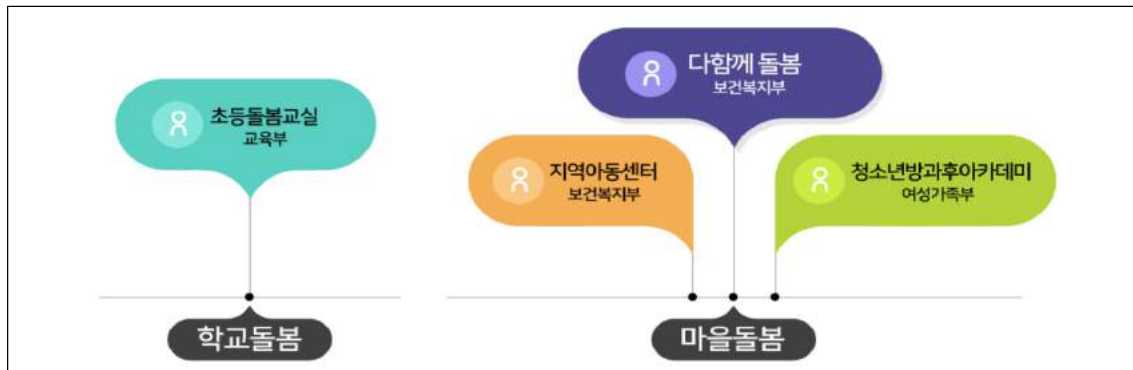 초등돌봄교실
교육부
학교돌봄
다함께 돌봄
보건복지부
지역아동센터
보건복지부
청소년방과후아카데미
여성가족부
마을돌봄